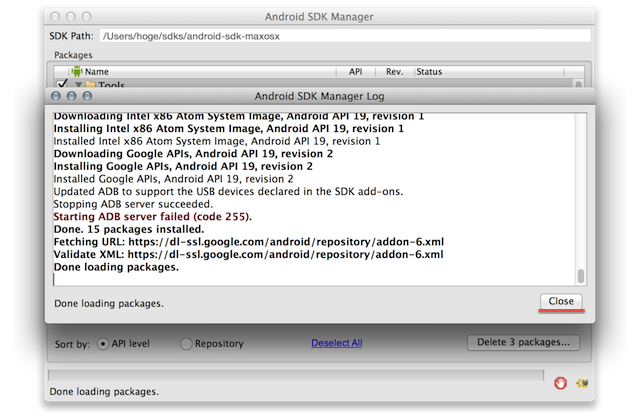 Android SDK Manager
SDK Path: /Users/hoge/sdks/android-sdk-maxosx
Packages
Name API Rev. Status
Tools
Android SDK Manager Log
Downloading Intel x86 Atom System Image, Android API 19, revision 1
Installing Intel x86 Atom System Image, Android API 19, revision 1
Installed Intel x86 Atom System Image, Android API 19, revision 1
Downloading Google APIs, Android API 19, revision 2
Installing Google APIs, Android API 19, revision 2
Installed Google APIs, Android API 19, revision 2
Updated ADB to support the USB devices declared in the SDK add-ons.
Stopping ADB server succeeded.
Starting ADB server failed (code 255).
Done. 15 packages installed.
Fetching URL: https://dl-ssl.google.com/android/repository/addon-6.xml
Validate XML: https://dl-ssl.google.com/android/repository/addon-6.xml
Done loading packages.
Done loading packages.
Close
Sort by: API level Repository Deselect All Delete 3 packages...
Done loading packages.